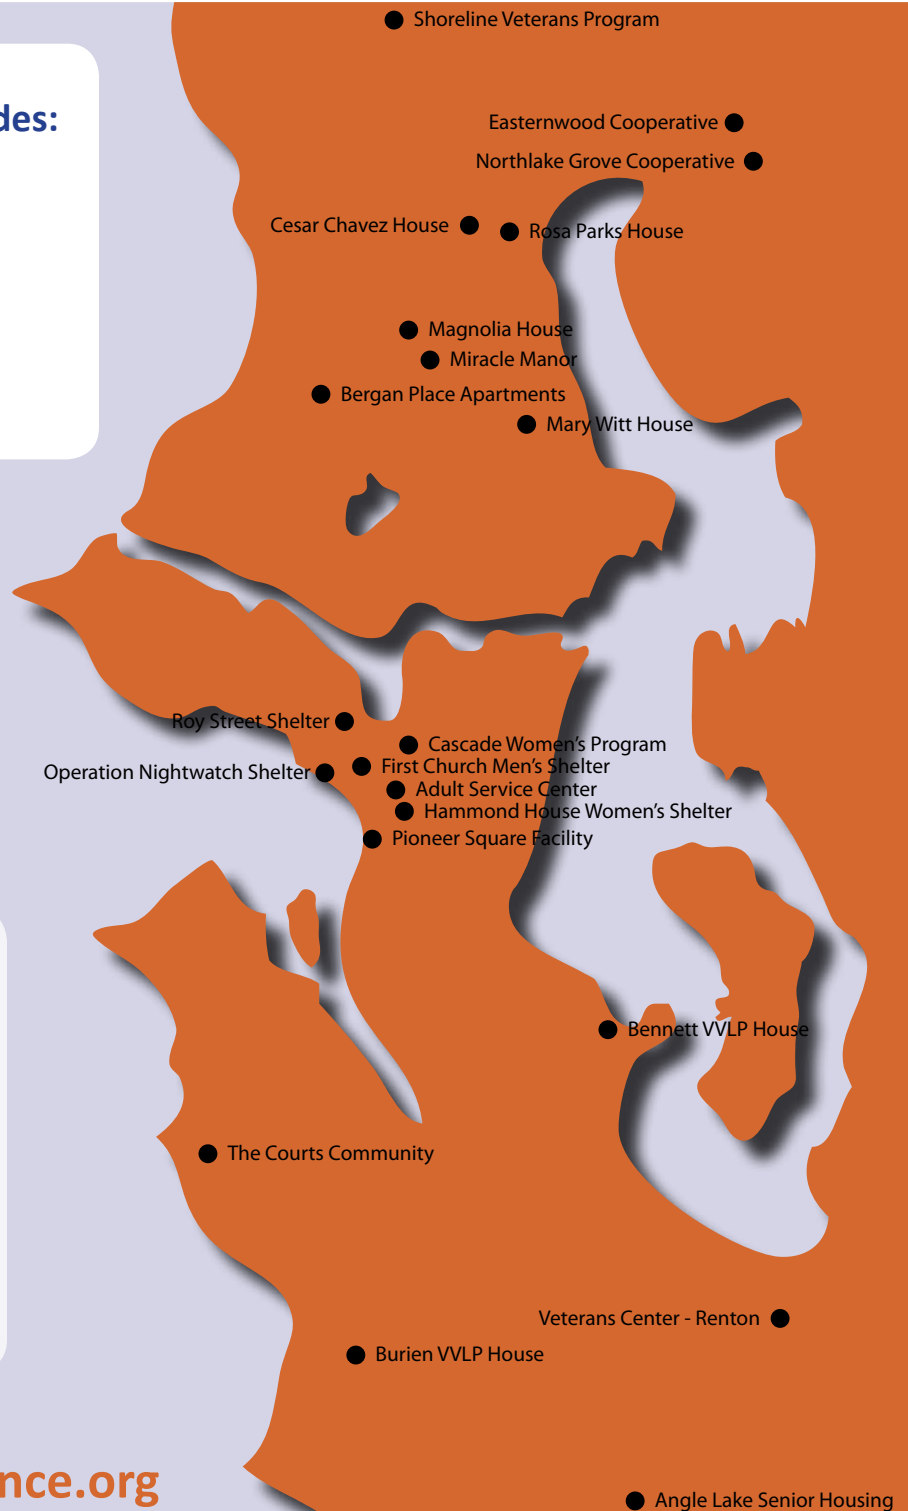 Shoreline Veterans Program
des:
Easternwood Cooperative
Northlake Grove Cooperative
Cesar Chavez House
Rosa Parks House
Magnolia House
Miracle Manor
Bergan Place Apartments
Mary Witt House
Roy Street Shelter
Cascade Women’s Program
First Church Men’s Shelter
Operation Nightwatch Shelter
Adult Service Center
Hammond House Women’s Shelter
Pioneer Square Facility
Bennett VVLP House
The Courts Community
Veterans Center - Renton
Burien VVLP House
nce.org
Angle Lake Senior Housing